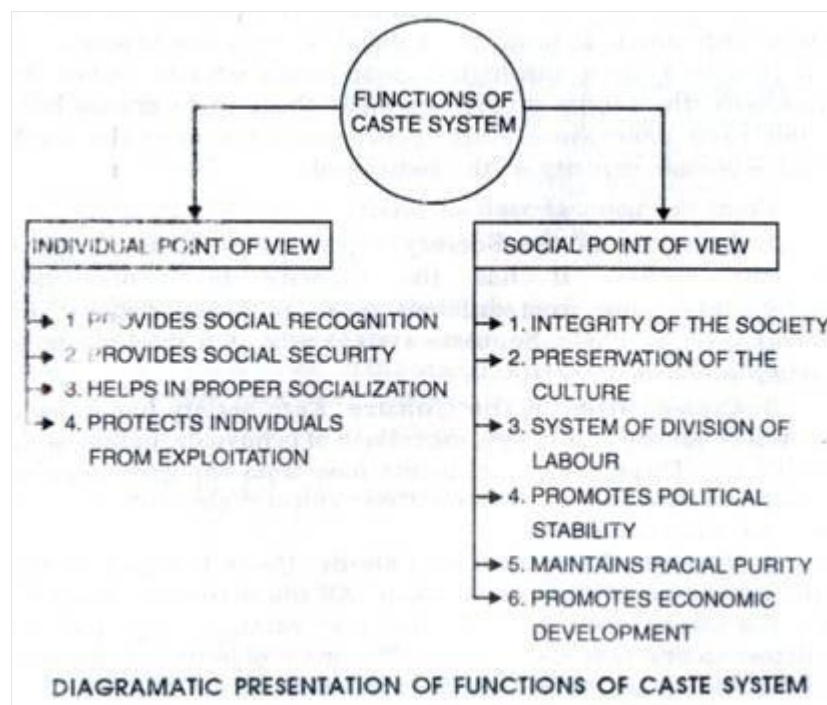 FUNCTIONS OF
CASTE SYSTEM
INDIVIDUAL POINT OF VIEW
1. PROVIDES SOCIAL RECOGNITION
2. PROVIDES SOCIAL SECURITY
3. HELPS IN PROPER SOCIALIZATION
4. PROTECTS INDIVIDUALS
FROM EXPLOITATION
SOCIAL POINT OF VIEW
1. INTEGRITY OF THE SOCIETY
2. PRESERVATION OF THE
CULTURE
3. SYSTEM OF DIVISION OF
LABOUR
4. PROMOTES POLITICAL
STABILITY
5. MAINTAINS RACIAL PURITY
6. PROMOTES ECONOMIC
DEVELOPMENT
DIAGRAMATIC PRESENTATION OF FUNCTIONS OF CASTE SYSTEM